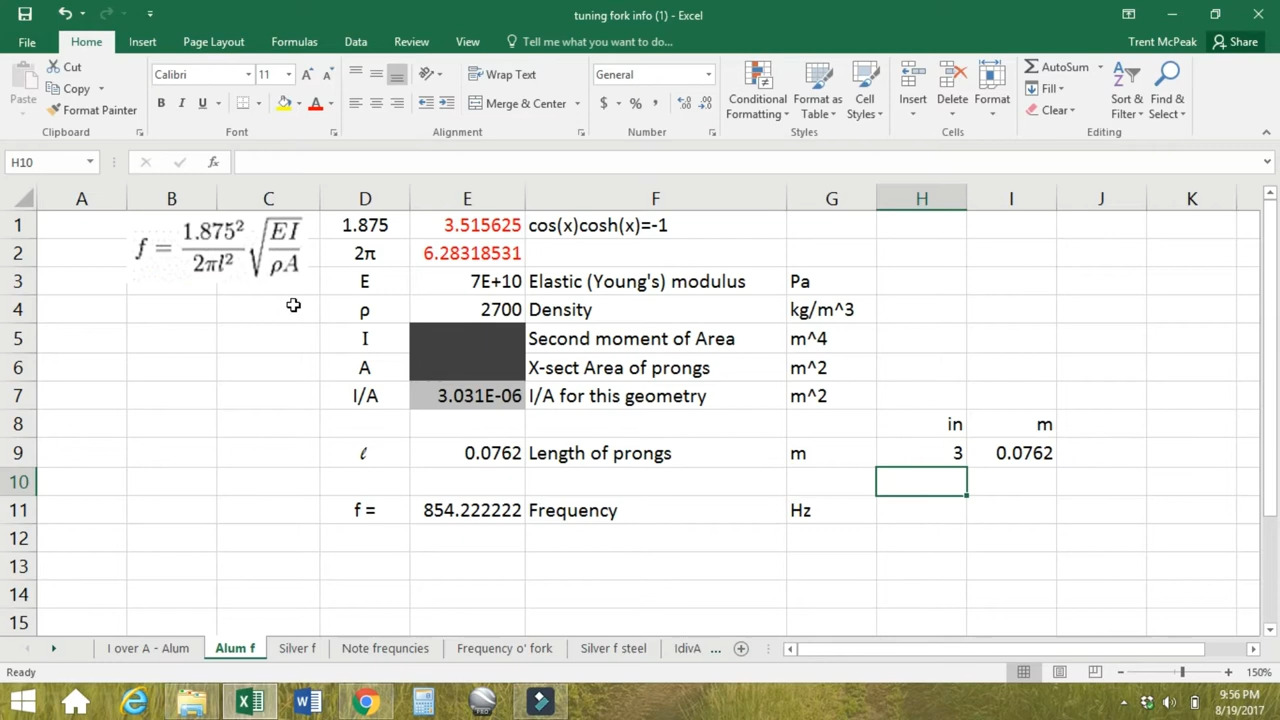 tuning fork info (1) - Excel
File Home Insert Page Layout Formulas Data Review View Tell me what you want to do... Trent McPeak Share
Cut Calibri 11 Wrap Text General AutoSum
Copy Fill
Paste Format Painter B I U Merge & Center $ % , Conditional Formatting Format as Table Cell Styles Insert Delete Format Clear Sort & Filter Find & Select
Clipboard Font Alignment Number Styles Cells Editing
H10 fx
A B C D E F G H I J K
1 1.875 3.515625 cos(x)cosh(x)=-1
f = 1.875² / 2πl² √EI / ρA
2 2π 6.28318531
3 E 7E+10 Elastic (Young's) modulus Pa
4 ρ 2700 Density kg/m^3
5 I Second moment of Area m^4
6 A X-sect Area of prongs m^2
7 I/A 3.031E-06 I/A for this geometry m^2
8 in m
9 ℓ 0.0762 Length of prongs m 3 0.0762
10
11 f = 854.222222 Frequency Hz
12
13
14
15
I over A - Alum Alum f Silver f Note frequncies Frequency o' fork Silver f steel IdivA ...
Ready 150%
9:56 PM
8/19/2017